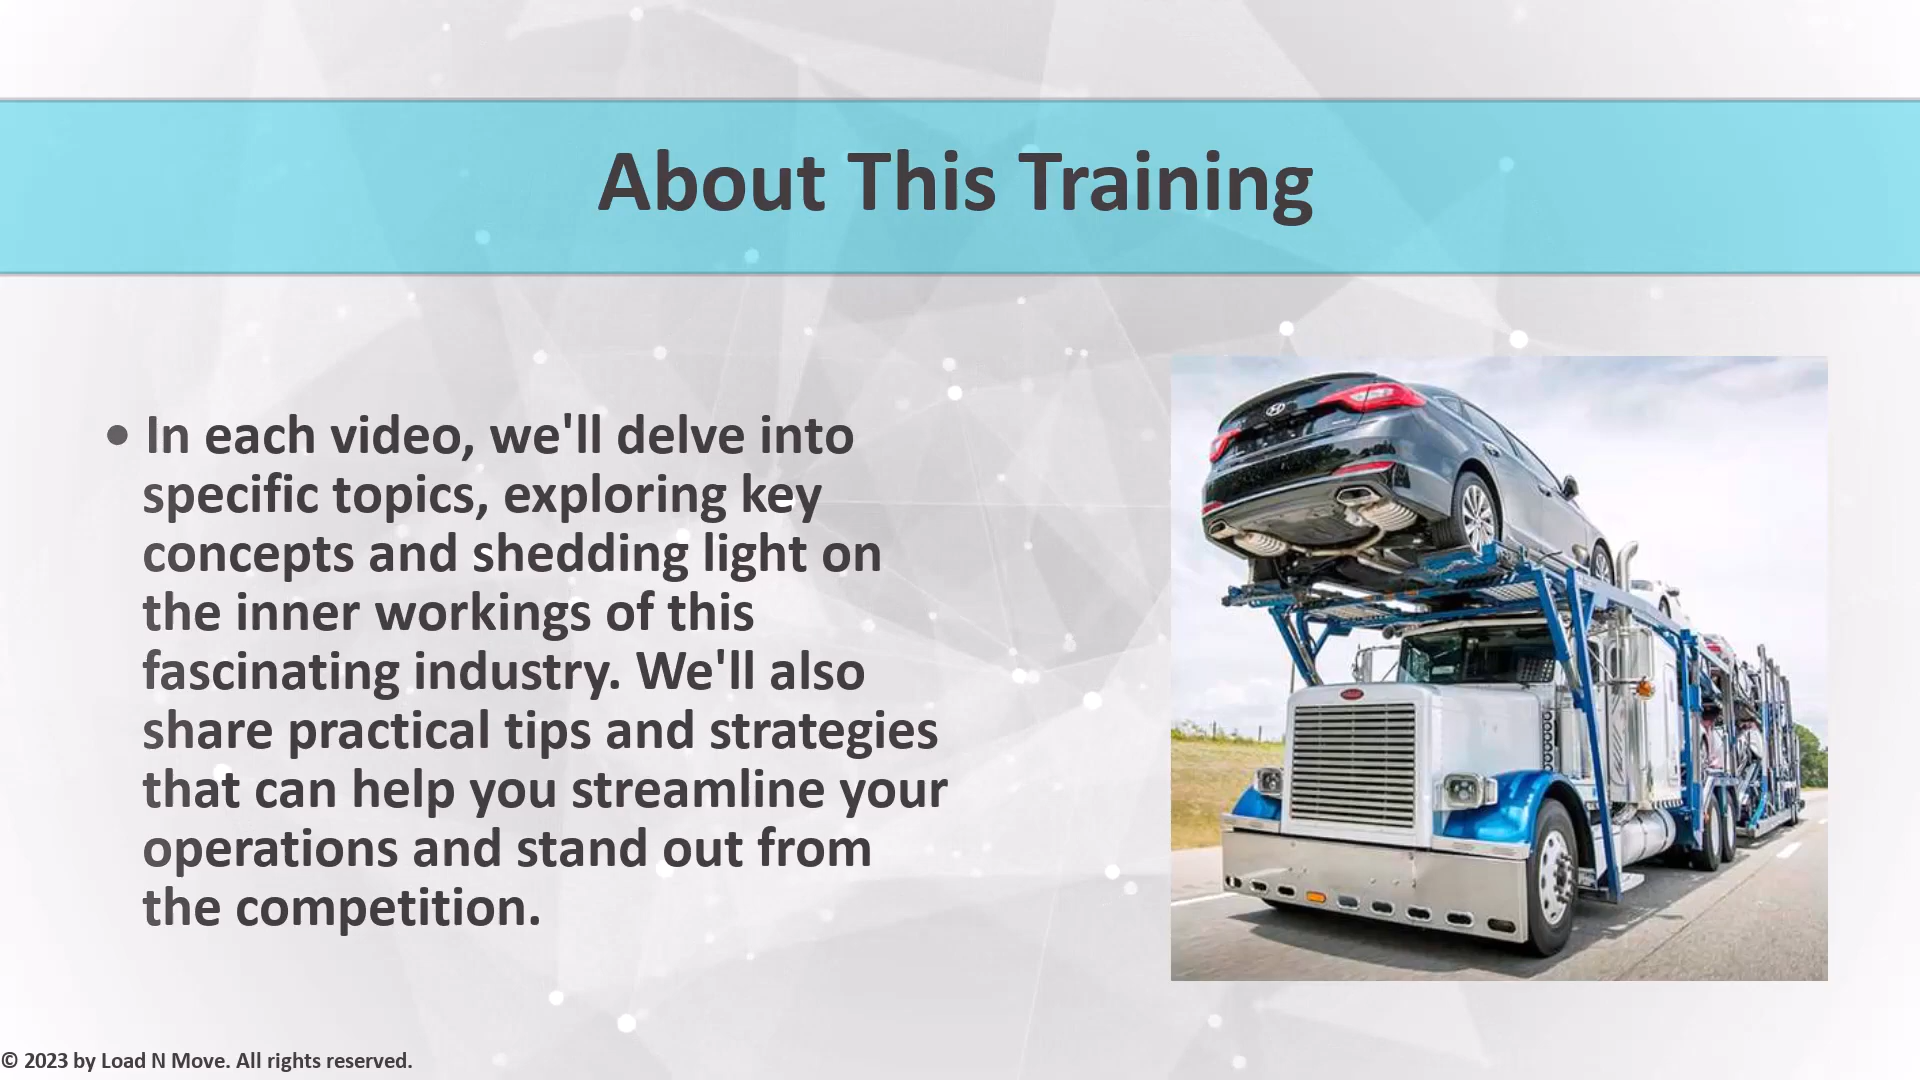 About This Training
• In each video, we'll delve into
specific topics, exploring key
concepts and shedding light on
the inner workings of this
fascinating industry. We'll also
share practical tips and strategies
that can help you streamline your
operations and stand out from
the competition.
© 2023 by Load N Move. All rights reserved.